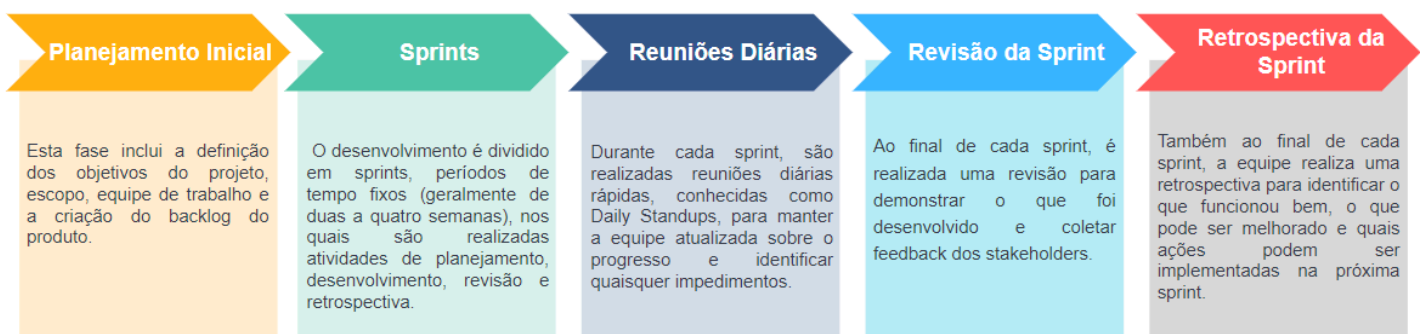 Planejamento Inicial
Esta fase inclui a definição
dos objetivos do projeto,
escopo, equipe de trabalho e
a criação do backlog do
produto.
Sprints
O desenvolvimento é dividido
em sprints, períodos de
tempo fixos (geralmente de
duas a quatro semanas), nos
quais são realizadas
atividades de planejamento,
desenvolvimento, revisão e
retrospectiva.
Reuniões Diárias
Durante cada sprint, são
realizadas reuniões diárias
rápidas, conhecidas como
Daily Standups, para manter
a equipe atualizada sobre o
progresso e identificar
quaisquer impedimentos.
Revisão da Sprint
Ao final de cada sprint, é
realizada uma revisão para
demonstrar o que foi
desenvolvido e coletar
feedback dos stakeholders.
Retrospectiva da
Sprint
Também ao final de cada
sprint, a equipe realiza uma
retrospectiva para identificar o
que funcionou bem, o que
pode ser melhorado e quais
ações podem ser
implementadas na próxima
sprint.